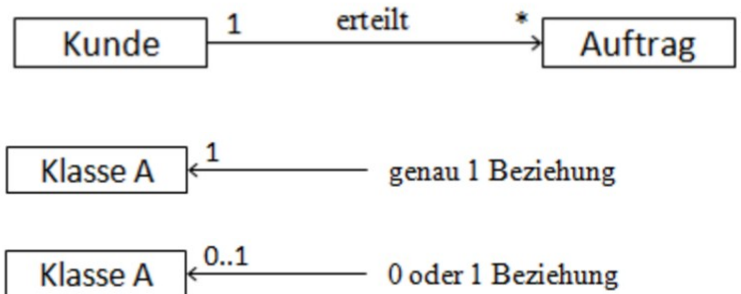 Kunde 1 erteilt * Auftrag
Klasse A 1 genau 1 Beziehung
Klasse A 0..1 0 oder 1 Beziehung